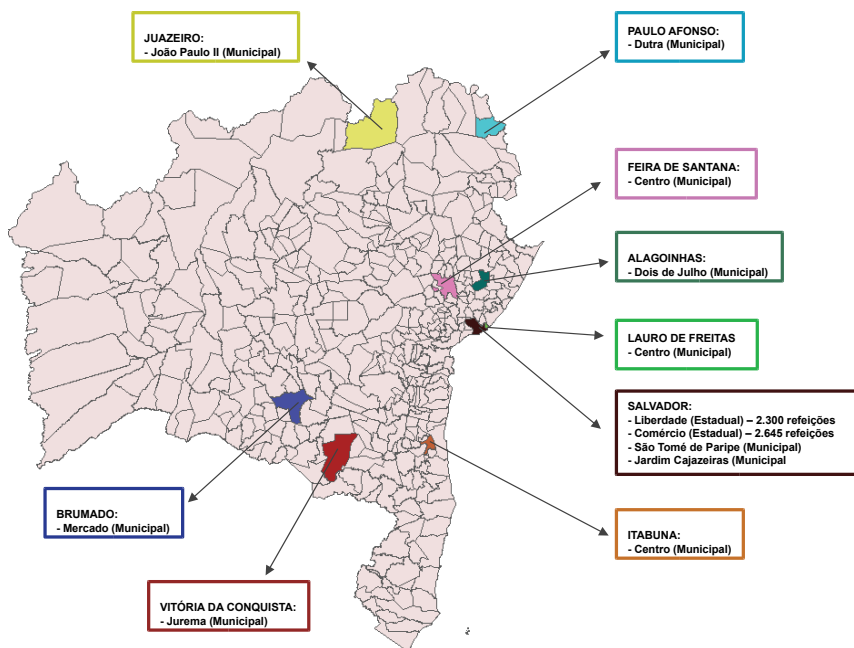 JUAZEIRO:
- João Paulo II (Municipal)
PAULO AFONSO:
- Dutra (Municipal)
FEIRA DE SANTANA:
- Centro (Municipal)
ALAGOINHAS:
- Dois de Julho (Municipal)
LAURO DE FREITAS
- Centro (Municipal)
SALVADOR:
- Liberdade (Estadual) – 2.300 refeições
- Comércio (Estadual) – 2.645 refeições
- São Tomé de Paripe (Municipal)
- Jardim Cajazeiras (Municipal
BRUMADO:
- Mercado (Municipal)
ITABUNA:
- Centro (Municipal)
VITÓRIA DA CONQUISTA:
- Jurema (Municipal)